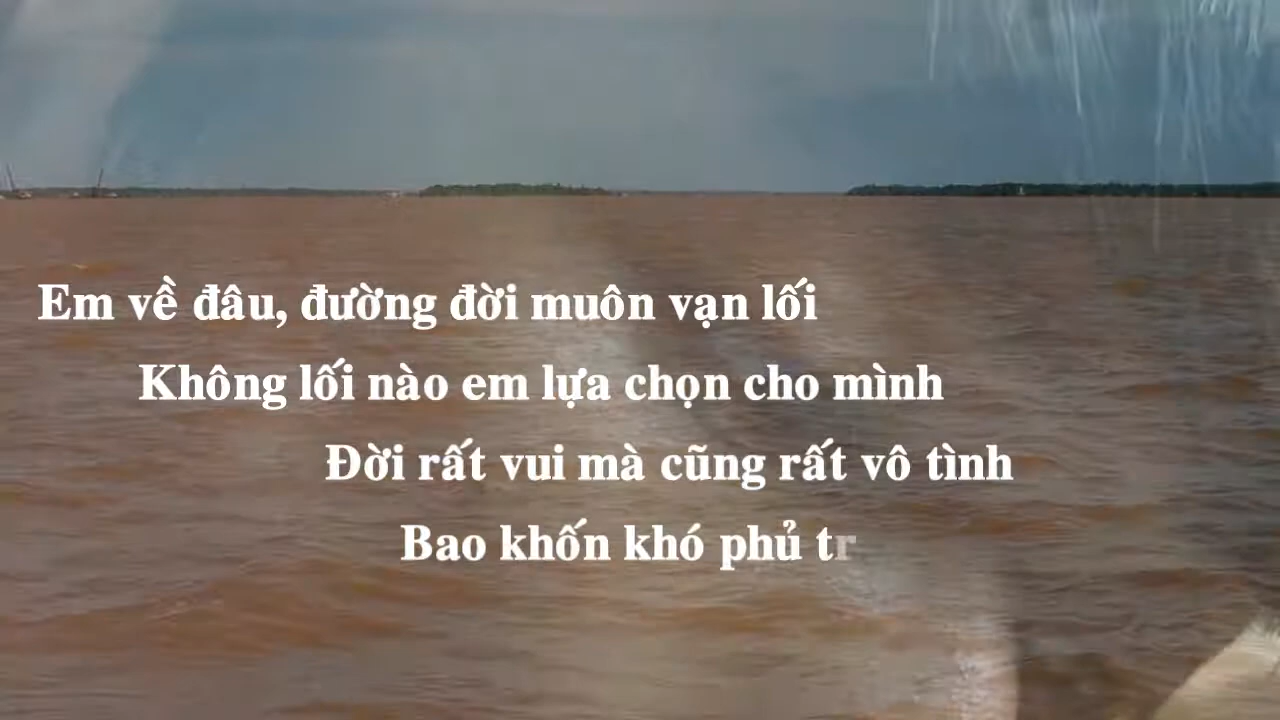 Em về đâu, đường đời muôn vạn lối
Không lối nào em lựa chọn cho mình
Đời rất vui mà cũng rất vô tình
Bao khốn khó phủ tr